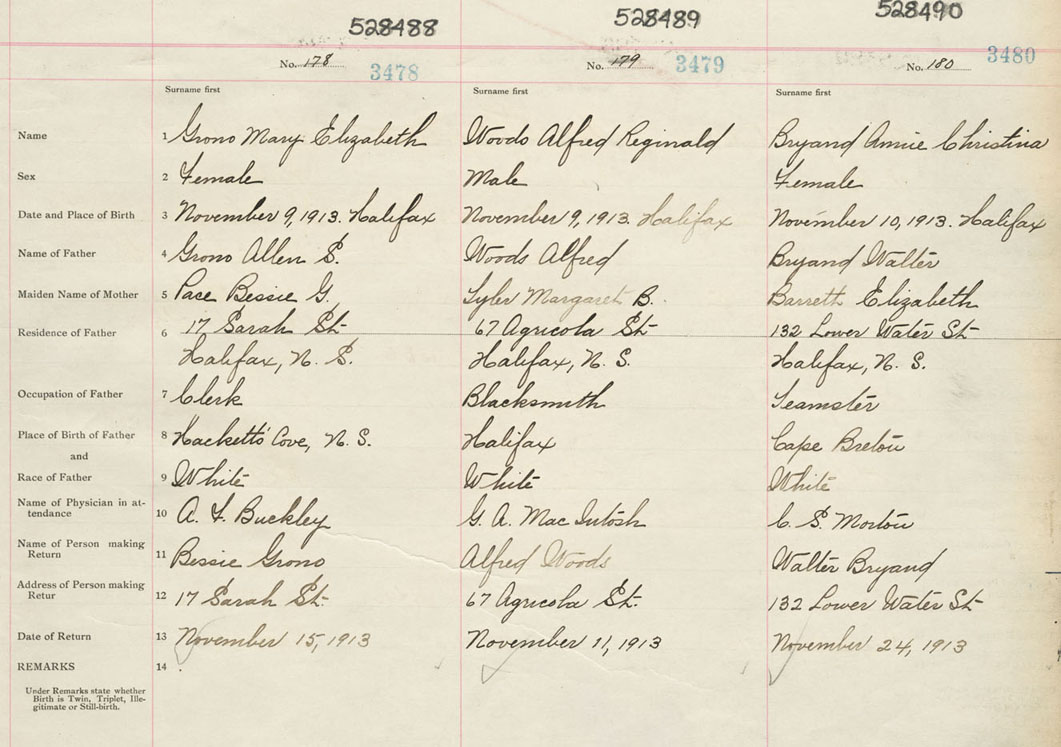 528488 528489 528490
No. 178 3478 No. 179 3479 No. 180 3480
Surname first Surname first Surname first
Name 1 Grono Mary Elizabeth Woods Alfred Reginald Bryand Annie Christina
Sex 2 Female Male Female
Date and Place of Birth 3 November 9, 1913. Halifax November 9, 1913. Halifax November 10, 1913. Halifax
Name of Father 4 Grono Allen S. Woods Alfred Bryand Walter
Maiden Name of Mother 5 Pace Bessie G. Tyler Margaret B. Barrett Elizabeth
Residence of Father 6 17 Sarah St 67 Agricola St 132 Lower Water St
Halifax, N. S. Halifax, N. S. Halifax, N. S.
Occupation of Father 7 Clerk Blacksmith Teamster
Place of Birth of Father 8 Hacketts' Cove, N. S. Halifax Cape Breton
and
Race of Father 9 White White White
Name of Physician in at-
tendance 10 A. F. Buckley G. A. Mac Intosh C. S. Morton
Name of Person making
Return 11 Bessie Grono Alfred Woods Walter Bryand
Address of Person making
Retur 12 17 Sarah St. 67 Agricola St. 132 Lower Water St
Date of Return 13 November 15, 1913 November 11, 1913 November 24, 1913
REMARKS 14
Under Remarks state whether
Birth is Twin, Triplet, Ille-
gitimate or Still-birth.